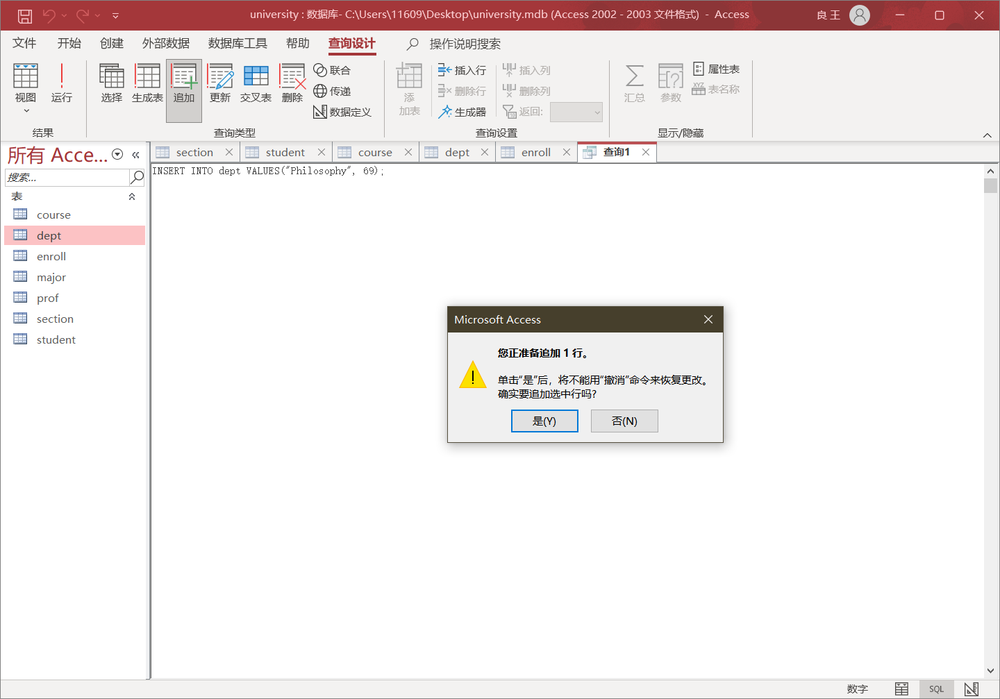 university : 数据库- C:\Users\11609\Desktop\university.mdb (Access 2002 - 2003 文件格式) - Access
良 王
文件 开始 创建 外部数据 数据库工具 帮助 查询设计 操作说明搜索
视图 运行
结果
选择 生成表 追加 更新 交叉表 删除
联合
传递
数据定义
查询类型
添
加表
插入行
删除行
生成器
插入列
删除列
返回:
查询设置
汇总 参数
属性表
表名称
显示/隐藏
所有 Acce...
搜索...
表
course
dept
enroll
major
prof
section
student
section student course dept enroll 查询1
INSERT INTO dept VALUES("Philosophy", 69);
Microsoft Access
您正准备追加 1 行。
单击“是”后，将不能用“撤消”命令来恢复更改。
确实要追加选中行吗?
是(Y) 否(N)
数字 SQL